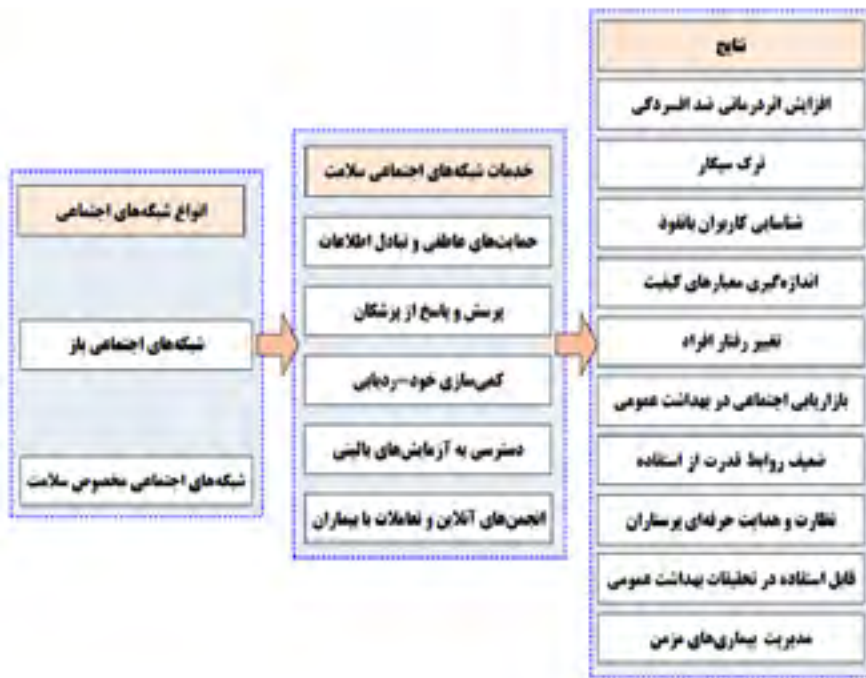 انواع شبکه‌های اجتماعی
شبکه‌های اجتماعی باز
شبکه‌های اجتماعی مخصوص سلامت
خدمات شبکه‌های اجتماعی سلامت
حمایت‌های عاطفی و تبادل اطلاعات
پرسش و پاسخ از پزشکان
کمی‌سازی خود-ردیابی
دسترسی به آزمایش‌های بالینی
انجمن‌های آنلاین و تعاملات با بیماران
نتایج
افزایش اثردرمانی ضد افسردگی
ترک سیگار
شناسایی کاربران بانفوذ
اندازه‌گیری معیارهای کیفیت
تغییر رفتار افراد
بازاریابی اجتماعی در بهداشت عمومی
ضعیف روابط قدرت از استفاده
نظارت و هدایت حرفه‌ای پرستاران
قابل استفاده در تحقیقات بهداشت عمومی
مدیریت بیماری‌های مزمن